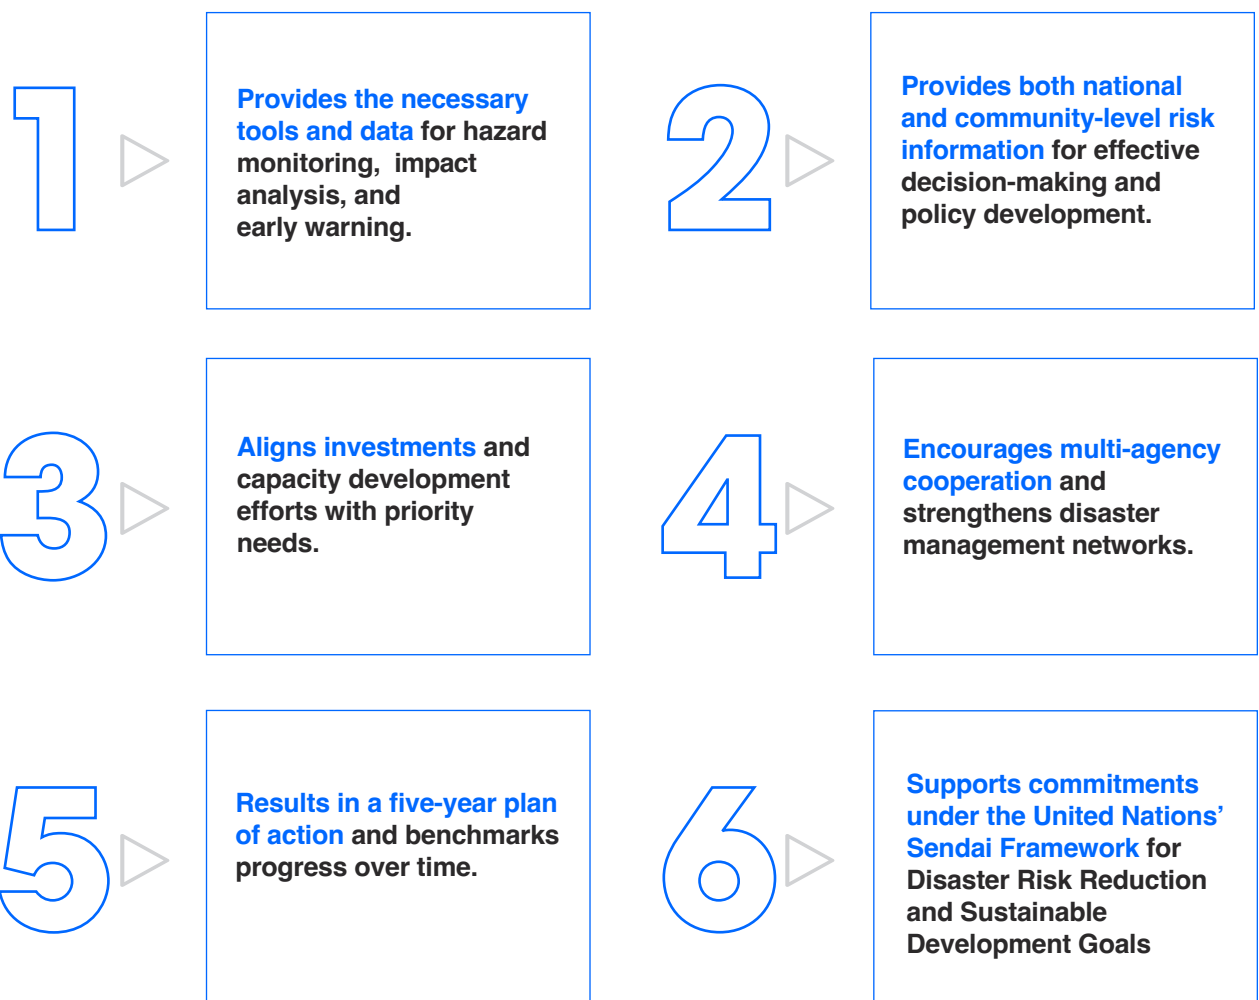 1
Provides the necessary
tools and data for hazard
monitoring,  impact
analysis, and
early warning.
2
Provides both national
and community-level risk
information for effective
decision-making and
policy development.
3
Aligns investments and
capacity development
efforts with priority
needs.
4
Encourages multi-agency
cooperation and
strengthens disaster
management networks.
5
Results in a five-year plan
of action and benchmarks
progress over time.
6
Supports commitments
under the United Nations’
Sendai Framework for
Disaster Risk Reduction
and Sustainable
Development Goals